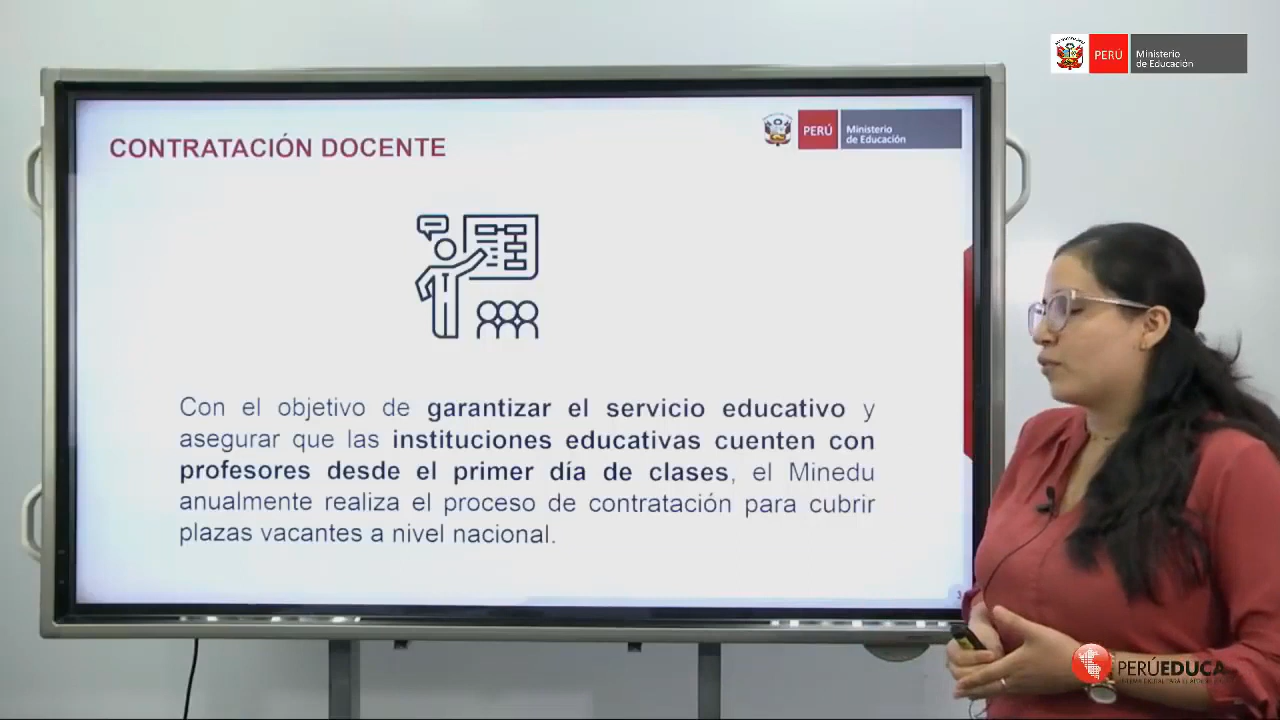 PERÚ
Ministerio
de Educación
CONTRATACIÓN DOCENTE
PERÚ
Ministerio
de Educación
Con el objetivo de garantizar el servicio educativo y
asegurar que las instituciones educativas cuenten con
profesores desde el primer día de clases, el Minedu
anualmente realiza el proceso de contratación para cubrir
plazas vacantes a nivel nacional.
3
PERÚEDUCA